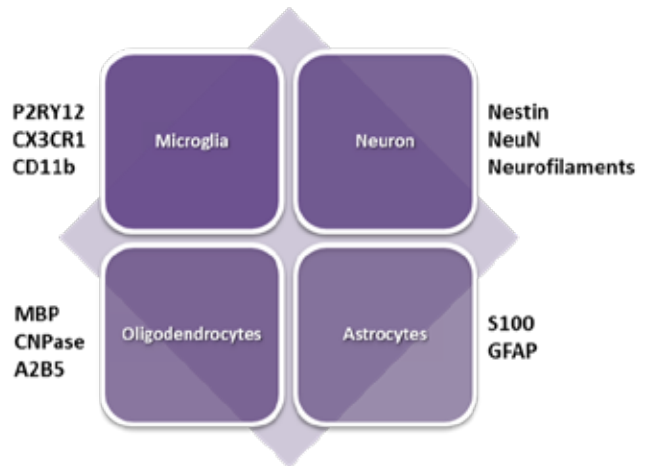 P2RY12
CX3CR1
CD11b
Microglia
Neuron
Nestin
NeuN
Neurofilaments
MBP
CNPase
A2B5
Oligodendrocytes
Astrocytes
S100
GFAP